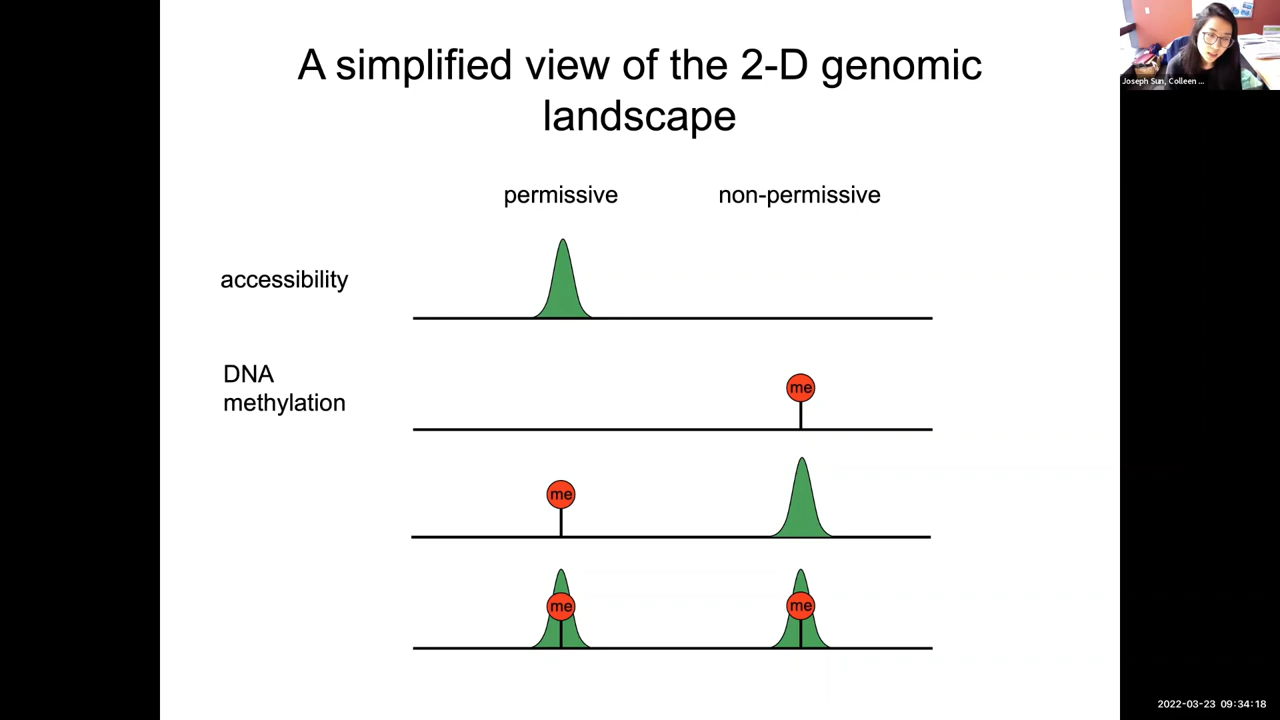 A simplified view of the 2-D genomic
landscape
permissive non-permissive
accessibility
DNA
methylation
me
me
me me
Joseph Sun, Colleen ...
2022-03-23 09:34:18